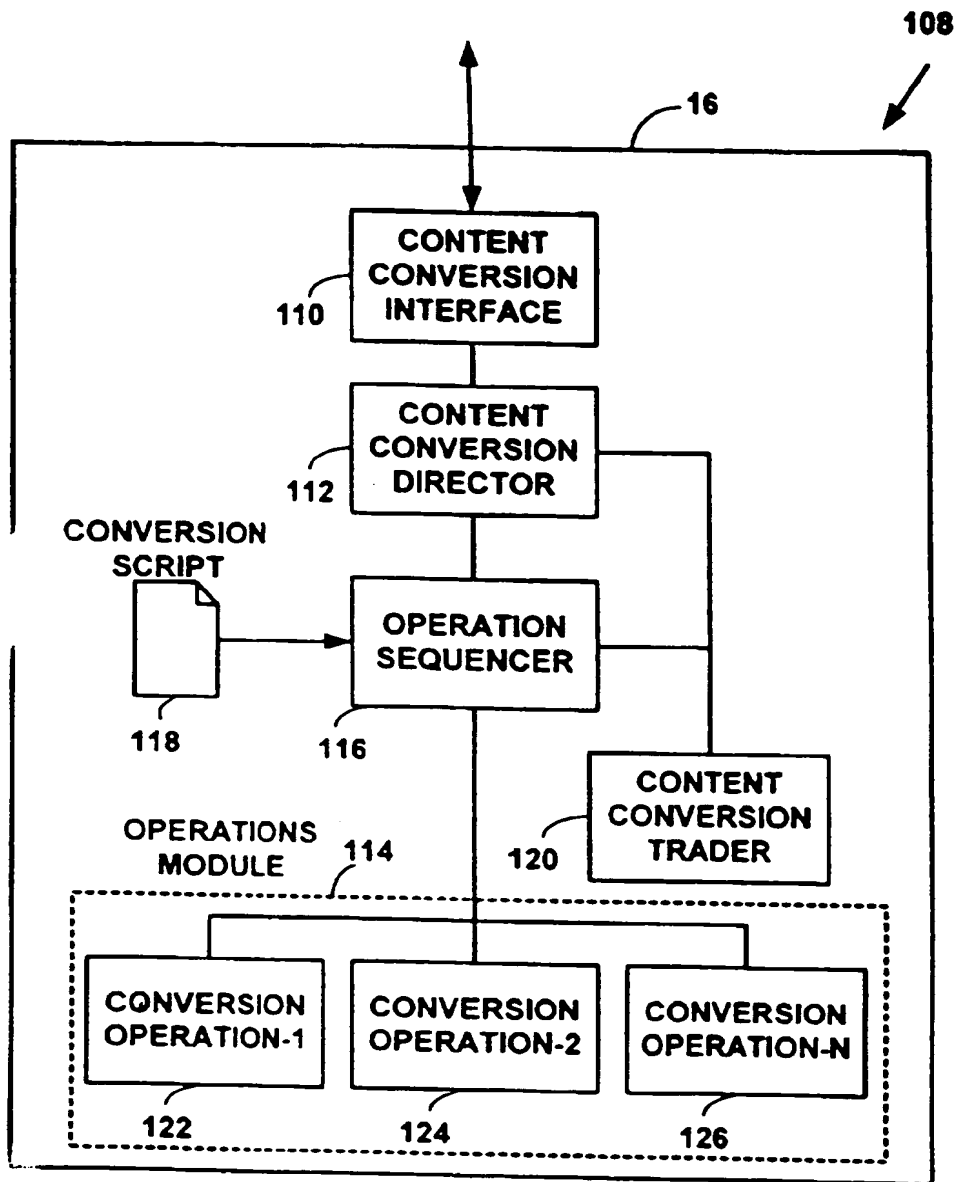 108
16
CONTENT
CONVERSION
INTERFACE
110
CONTENT
CONVERSION
DIRECTOR
112
CONVERSION
SCRIPT
118
OPERATION
SEQUENCER
116
CONTENT
CONVERSION
TRADER
120
OPERATIONS
MODULE
114
CONVERSION
OPERATION-1
122
CONVERSION
OPERATION-2
124
CONVERSION
OPERATION-N
126